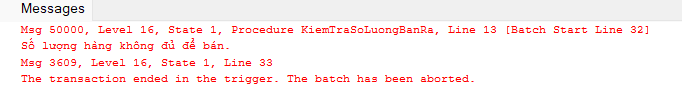 Messages
Msg 50000, Level 16, State 1, Procedure KiemTraSoLuongBanRa, Line 13 [Batch Start Line 32]
Số lượng hàng không đủ để bán.
Msg 3609, Level 16, State 1, Line 33
The transaction ended in the trigger. The batch has been aborted.